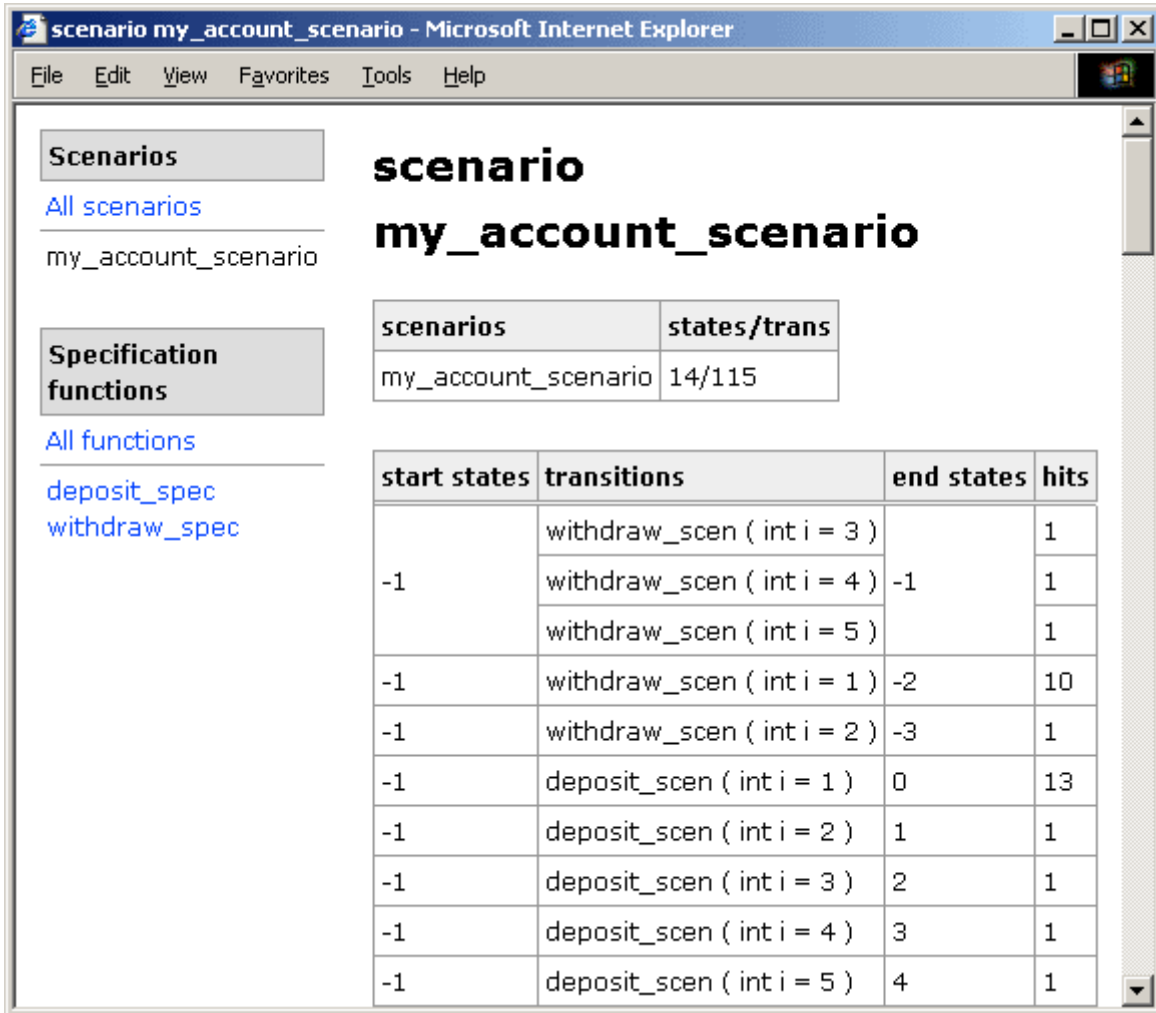 scenario my_account_scenario - Microsoft Internet Explorer
File Edit View Favorites Tools Help
Scenarios
All scenarios
my_account_scenario
Specification
functions
All functions
deposit_spec
withdraw_spec
scenario
my_account_scenario
scenarios states/trans
my_account_scenario 14/115
start states transitions end states hits
withdraw_scen ( int i = 3 ) 1
-1 withdraw_scen ( int i = 4 ) -1 1
withdraw_scen ( int i = 5 ) 1
-1 withdraw_scen ( int i = 1 ) -2 10
-1 withdraw_scen ( int i = 2 ) -3 1
-1 deposit_scen ( int i = 1 ) 0 13
-1 deposit_scen ( int i = 2 ) 1 1
-1 deposit_scen ( int i = 3 ) 2 1
-1 deposit_scen ( int i = 4 ) 3 1
-1 deposit_scen ( int i = 5 ) 4 1